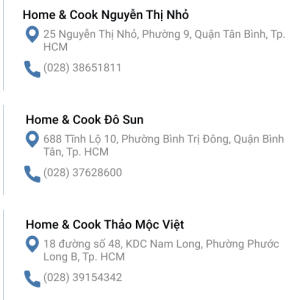 Home & Cook Nguyễn Thị Nhỏ
25 Nguyễn Thị Nhỏ, Phường 9, Quận Tân Bình, Tp.
HCM
(028) 38651811
Home & Cook Đô Sun
688 Tỉnh Lộ 10, Phường Bình Trị Đông, Quận Bình
Tân, Tp. HCM
(028) 37628600
Home & Cook Thảo Mộc Việt
18 đường số 48, KDC Nam Long, Phường Phước
Long B, Tp. HCM
(028) 39154342